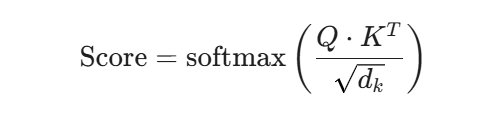 Score = softmax ( Q · K^T / √d_k )